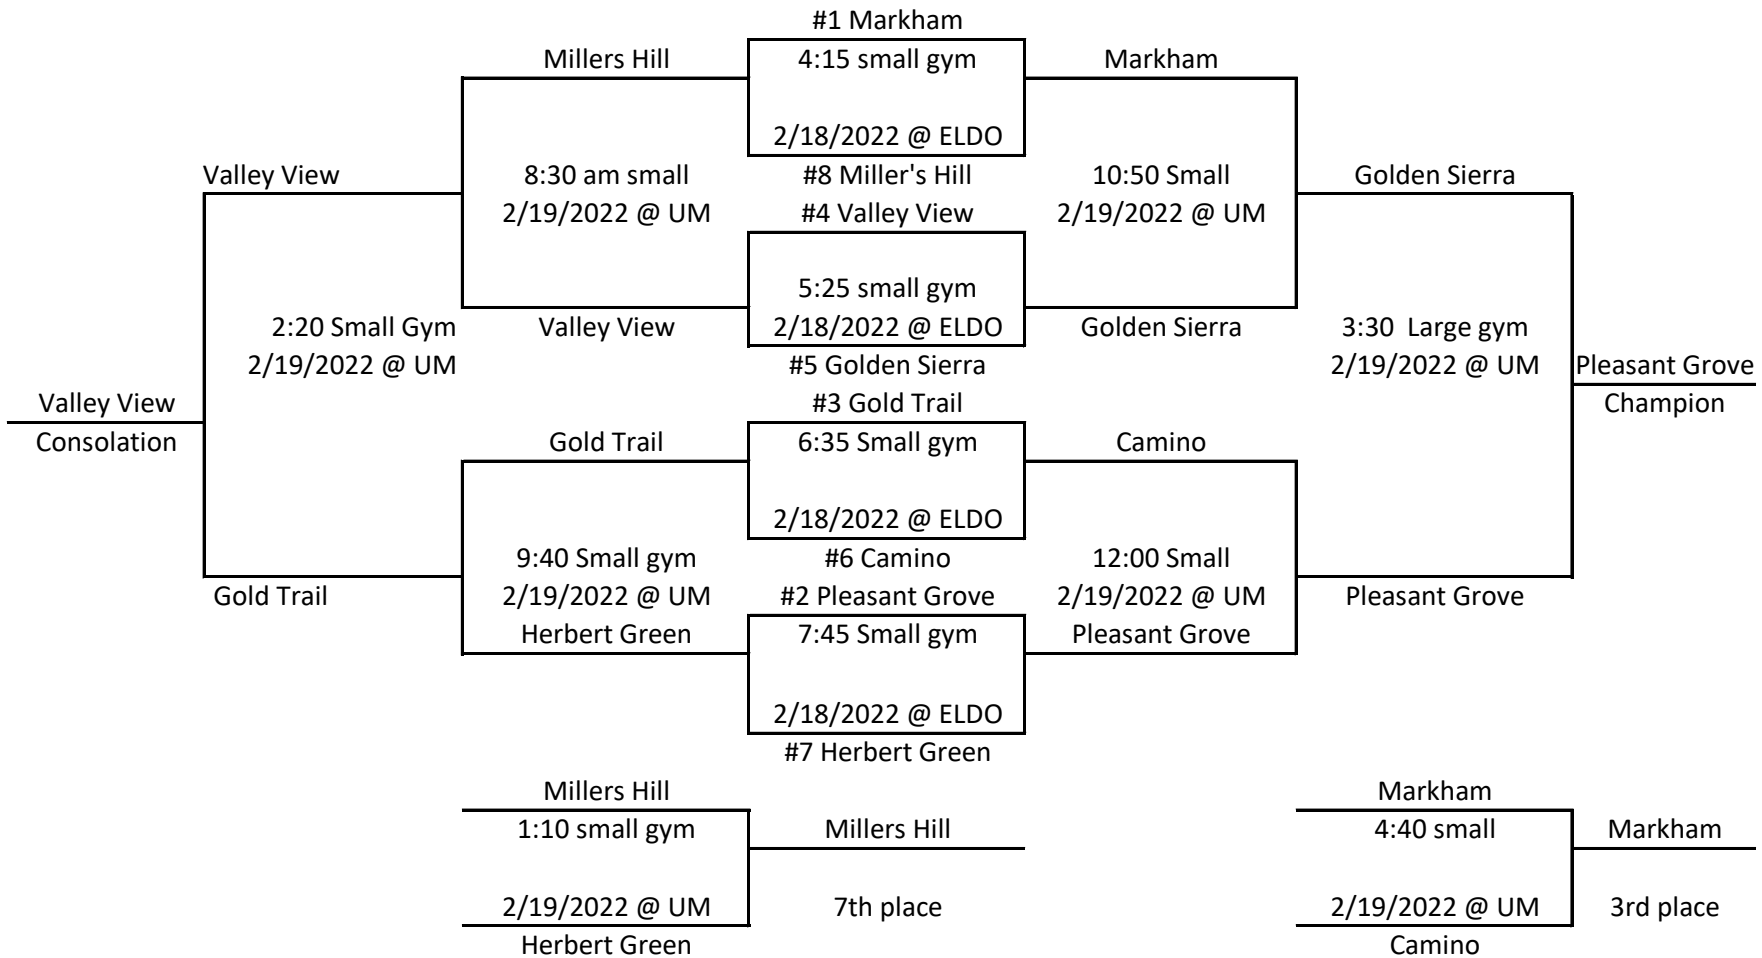 #1 Markham
Millers Hill
4:15 small gym
Markham
2/18/2022 @ ELDO
Valley View
8:30 am small
#8 Miller's Hill
10:50 Small
Golden Sierra
2/19/2022 @ UM
#4 Valley View
2/19/2022 @ UM
5:25 small gym
2:20 Small Gym
Valley View
2/18/2022 @ ELDO
Golden Sierra
3:30 Large gym
2/19/2022 @ UM
#5 Golden Sierra
2/19/2022 @ UM
Pleasant Grove
Valley View
#3 Gold Trail
Champion
Consolation
Gold Trail
6:35 Small gym
Camino
2/18/2022 @ ELDO
9:40 Small gym
#6 Camino
12:00 Small
Gold Trail
2/19/2022 @ UM
#2 Pleasant Grove
2/19/2022 @ UM
Pleasant Grove
Herbert Green
7:45 Small gym
Pleasant Grove
2/18/2022 @ ELDO
#7 Herbert Green
Millers Hill
Markham
1:10 small gym
Millers Hill
4:40 small
Markham
2/19/2022 @ UM
7th place
2/19/2022 @ UM
3rd place
Herbert Green
Camino